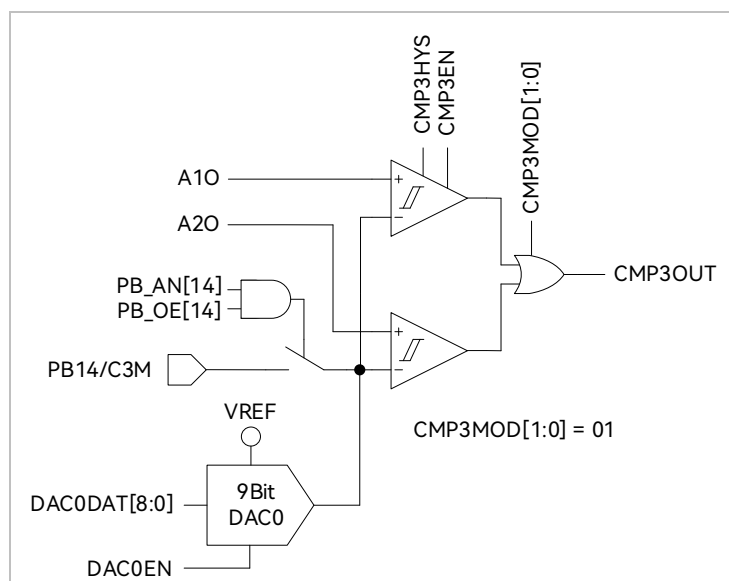 CMP3HYS
CMP3EN
CMP3MOD[1:0]
A1O
+
-
A2O
CMP3OUT
PB_AN[14]
PB_OE[14]
+
-
PB14/C3M
VREF
CMP3MOD[1:0] = 01
9Bit
DAC0
DAC0DAT[8:0]
DAC0EN